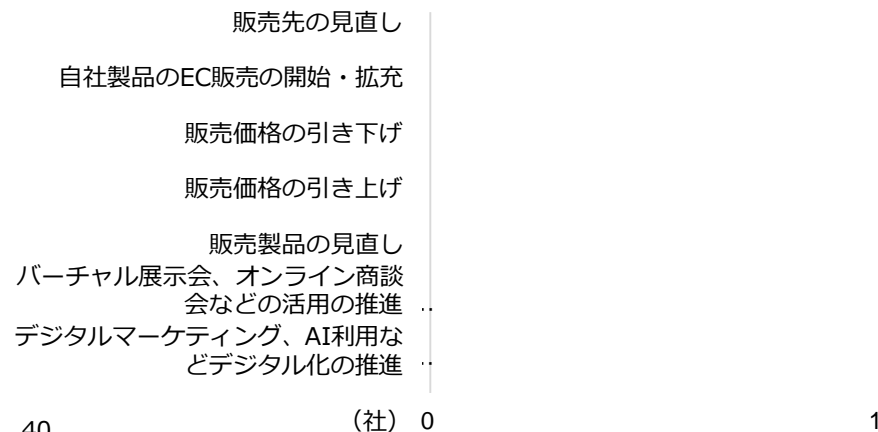 販売先の見直し
自社製品のEC販売の開始・拡充
販売価格の引き下げ
販売価格の引き上げ
販売製品の見直し
バーチャル展示会、オンライン商談
会などの活用の推進
デジタルマーケティング、AI利用な
どデジタル化の推進
（社） 0 1
40